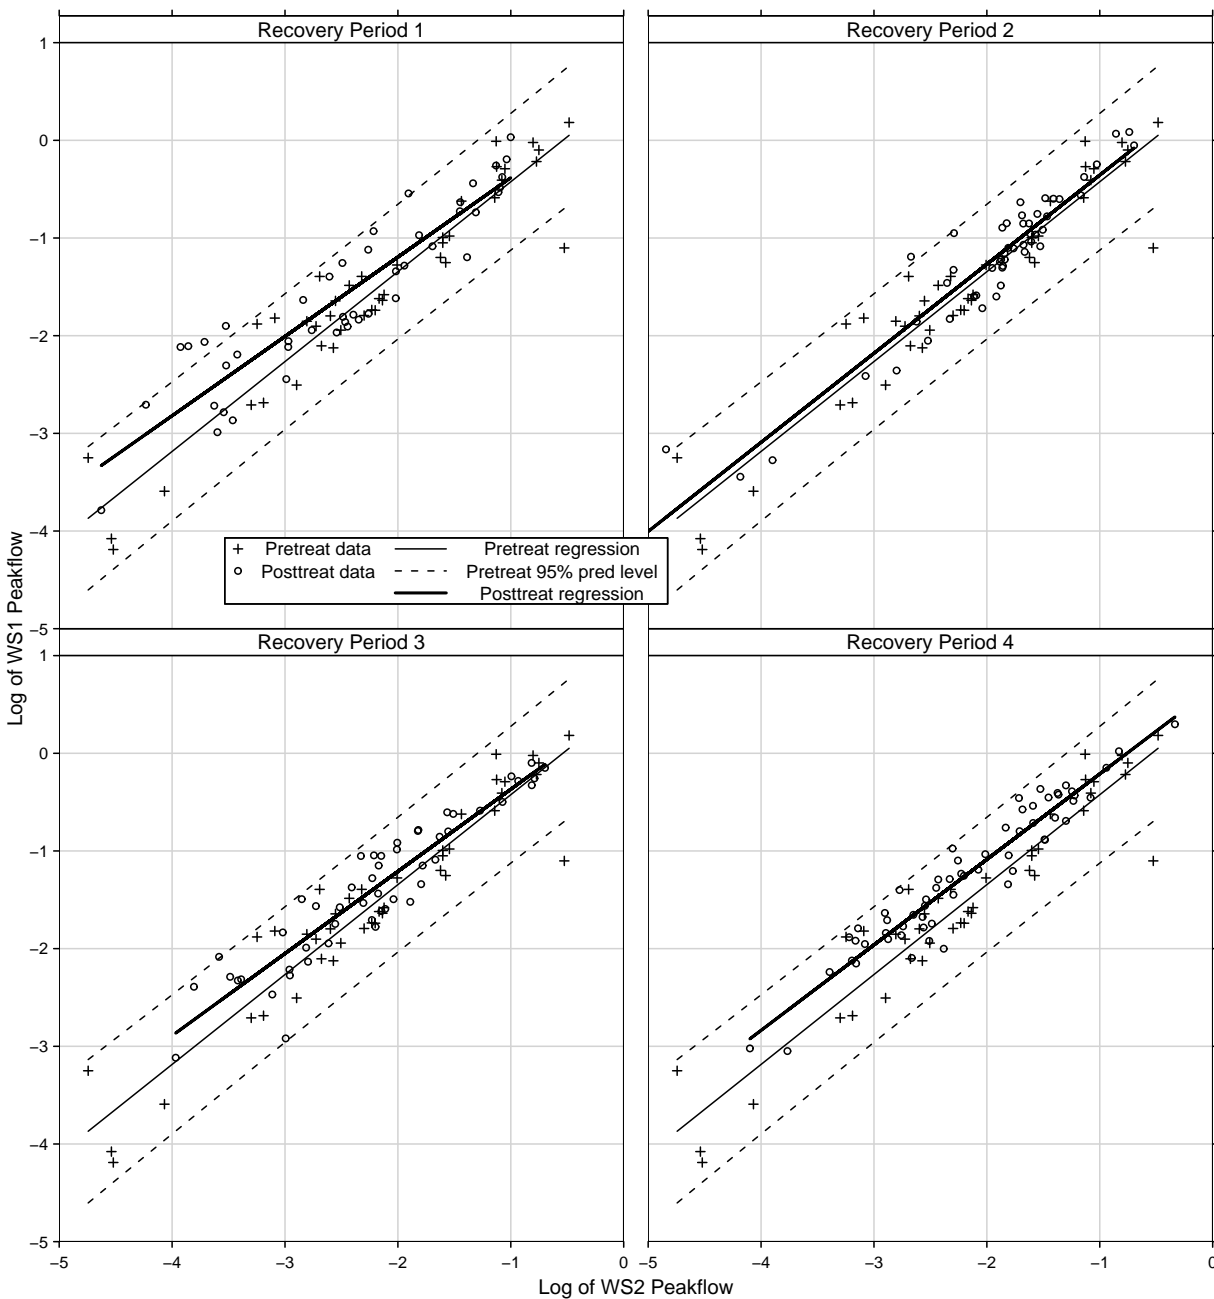 Recovery Period 1
Recovery Period 2
1
0
−1
−2
−3
−4
−5
Pretreat data
Pretreat regression
Posttreat data
Pretreat 95% pred level
Posttreat regression
Log of WS1 Peakflow
Recovery Period 3
Recovery Period 4
1
0
−1
−2
−3
−4
−5
−5 −4 −3 −2 −1 0
−5 −4 −3 −2 −1 0
Log of WS2 Peakflow